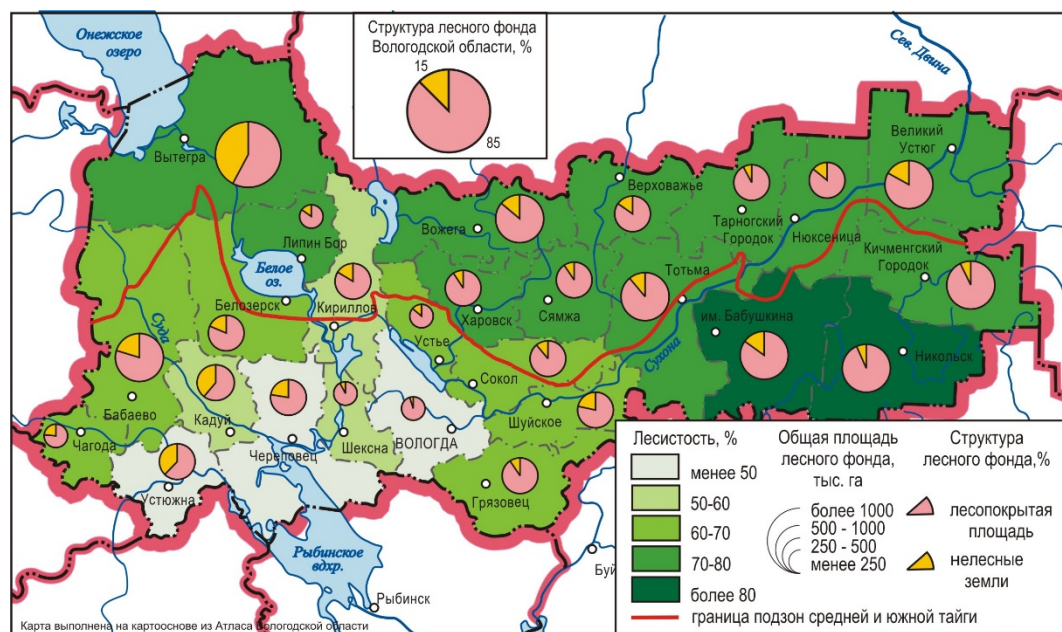 Структура лесного фонда
Вологодской области, %
15
85
Онежское
озеро
Сев. Двина
Вытегра
Великий
Устюг
Верховажье
Вожега
Тарногский
Городок
Нюксеница
Кичменгский
Городок
Липин Бор
Белое
оз.
Тотьма
Белозерск
Кириллов
Харовск
Сямжа
им. Бабушкина
Суда
Устье
Сухона
Никольск
Сокол
Бабаево
Кадуй
Шуйское
Чагода
Череповец
Шексна
ВОЛОГДА
Устюжна
Грязовец
Рыбинское
вдхр.
Рыбинск
Буй
Лесистость, %
менее 50
50-60
60-70
70-80
более 80
Общая площадь
лесного фонда,
тыс. га
более 1000
500 - 1000
250 - 500
менее 250
Структура
лесного фонда,%
лесопокрытая
площадь
нелесные
земли
граница подзон средней и южной тайги
Карта выполнена на картооснове из Атласа Вологодской области